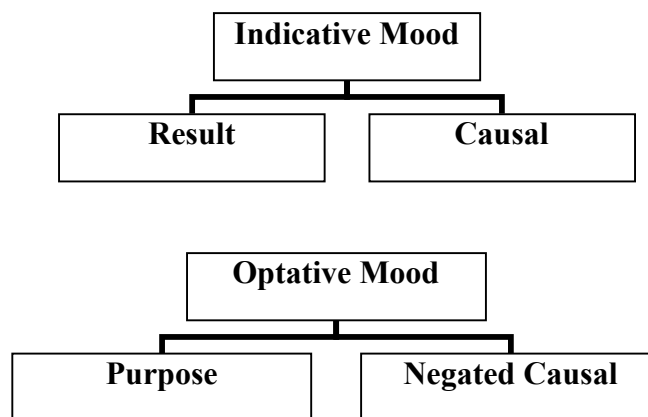 Indicative Mood
Result
Causal
Optative Mood
Purpose
Negated Causal